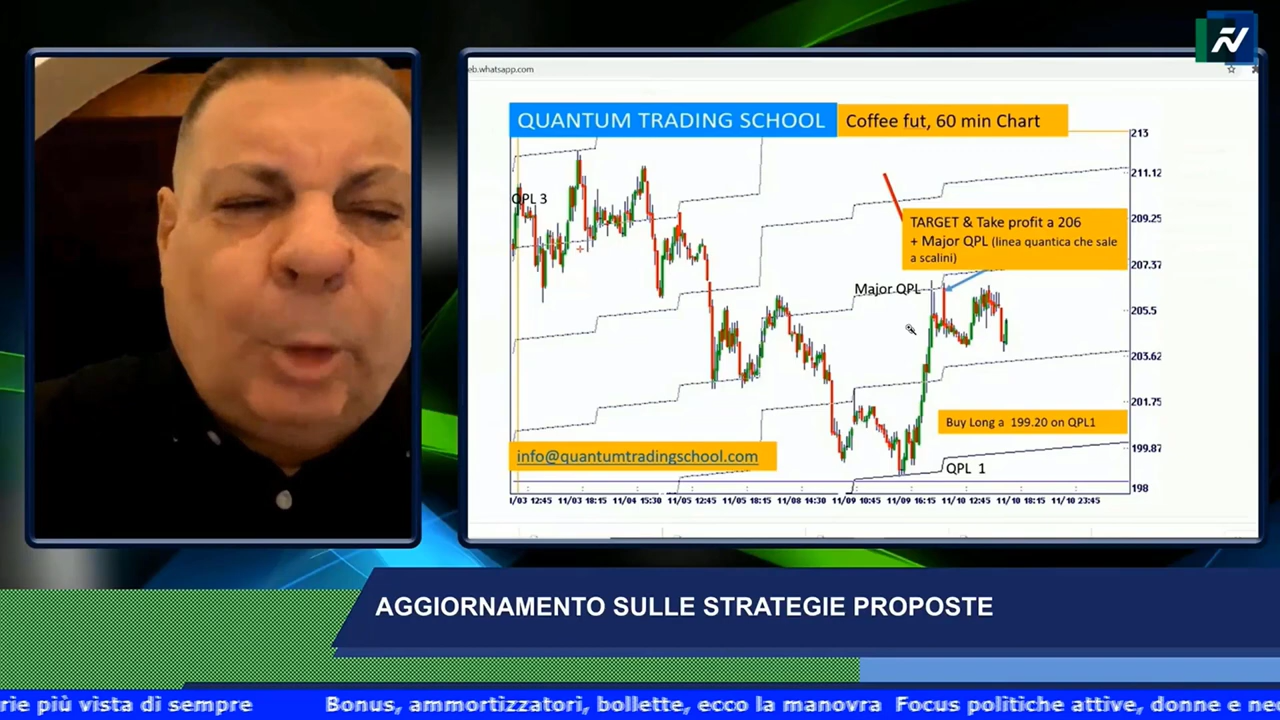 eb.whatsapp.com
QUANTUM TRADING SCHOOL
Coffee fut, 60 min Chart
213
211.12
209.25
207.37
205.5
203.62
201.75
199.87
198
QPL 3
TARGET & Take profit a 206
+ Major QPL (linea quantica che sale
a scalini)
Major QPL
Buy Long a 199.20 on QPL1
info@quantumtradingschool.com
QPL 1
/03 12:45 11/03 18:15 11/04 15:30 11/05 12:45 11/05 18:15 11/08 14:30 11/09 10:45 11/09 16:15 11/10 12:45 11/10 18:15 11/10 23:45
AGGIORNAMENTO SULLE STRATEGIE PROPOSTE
rie più vista di sempre Bonus, ammortizzatori, bollette, ecco la manovra Focus politiche attive, donne e ne